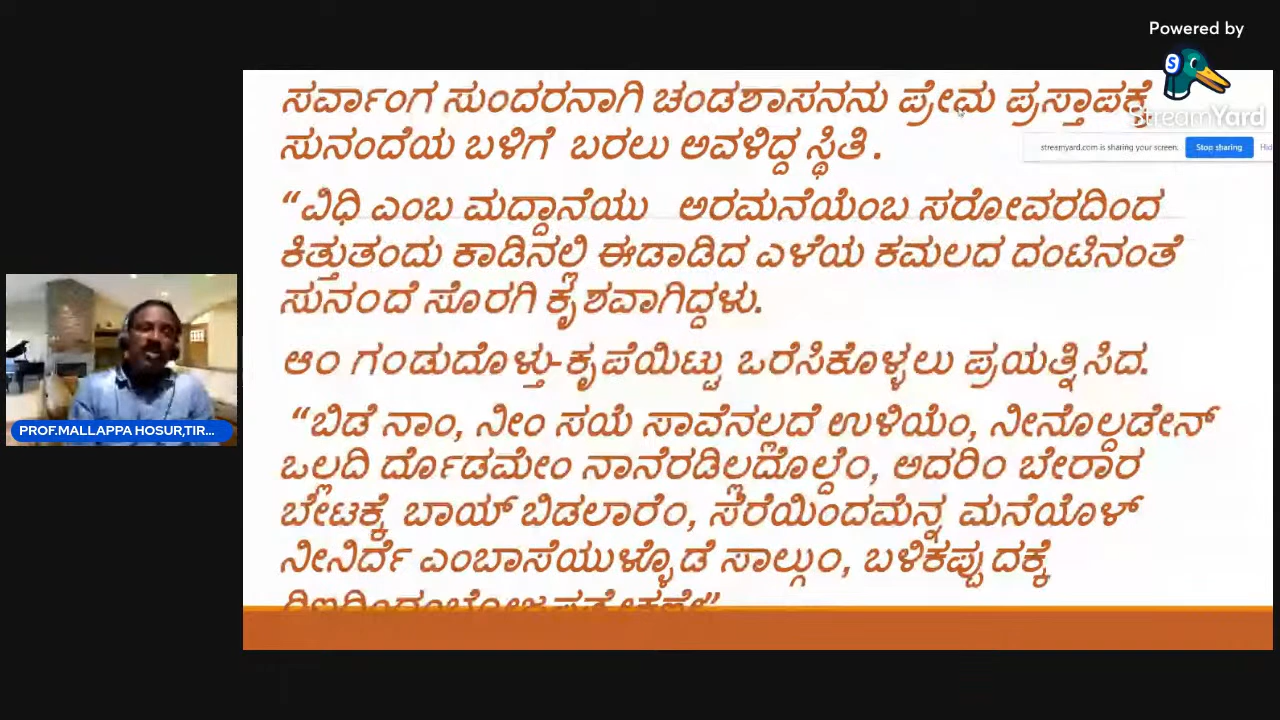 Powered by
StreamYard
ಸರ್ವಾಂಗ ಸುಂದರನಾಗಿ ಚಂಡಶಾಸನನು ಪ್ರೇಮ ಪ್ರಸ್ತಾಪಕ್ಕೆ
ಸುನಂದೆಯ ಬಳಿಗೆ ಬರಲು ಅವಳಿದ್ದ ಸ್ಥಿತಿ.
streamyard.com is sharing your screen. Stop sharing
“ವಿಧಿ ಎಂಬ ಮದ್ದಾನೆಯು ಅರಮನೆಯೆಂಬ ಸರೋವರದಿಂದ
ಕಿತ್ತುತಂದು ಕಾಡಿನಲ್ಲಿ ಈಡಾಡಿದ ಎಳೆಯ ಕಮಲದ ದಂಟಿನಂತೆ
ಸುನಂದೆ ಸೊರಗಿ ಕೃಶವಾಗಿದ್ದಳು.
ಆಂ ಗಂಡುದೊಳ್ತು-ಕೃಪೆಯಿಟ್ಟು ಒರೆಸಿಕೊಳ್ಳಲು ಪ್ರಯತ್ನಿಸಿದ.
“ಬಿಡೆ ನಾಂ, ನೀಂ ಸಯೆ ಸಾವೆನಲ್ಲದೆ ಉಳಿಯೆಂ, ನೀನೊಲ್ದಡೇನ್
ಒಲ್ಲದಿ ರ್ದೊಡಮೇಂ ನಾನೆರಡಿಲ್ಲದೊಲ್ದೆಂ, ಅದರಿಂ ಬೇರಾರ
ಬೇಟಕ್ಕೆ ಬಾಯ್ ಬಿಡಲಾರೆಂ, ಸೆರೆಯಿಂದಮೆನ್ನ ಮನೆಯೊಳ್
ನೀನಿರ್ದೆ ಎಂಬಾಸೆಯುಳ್ಳೊಡೆ ಸಾಲ್ಗುಂ, ಬಳಿಕಪ್ಪುದಕ್ಕೆ
PROF.MALLAPPA HOSUR,TIR...